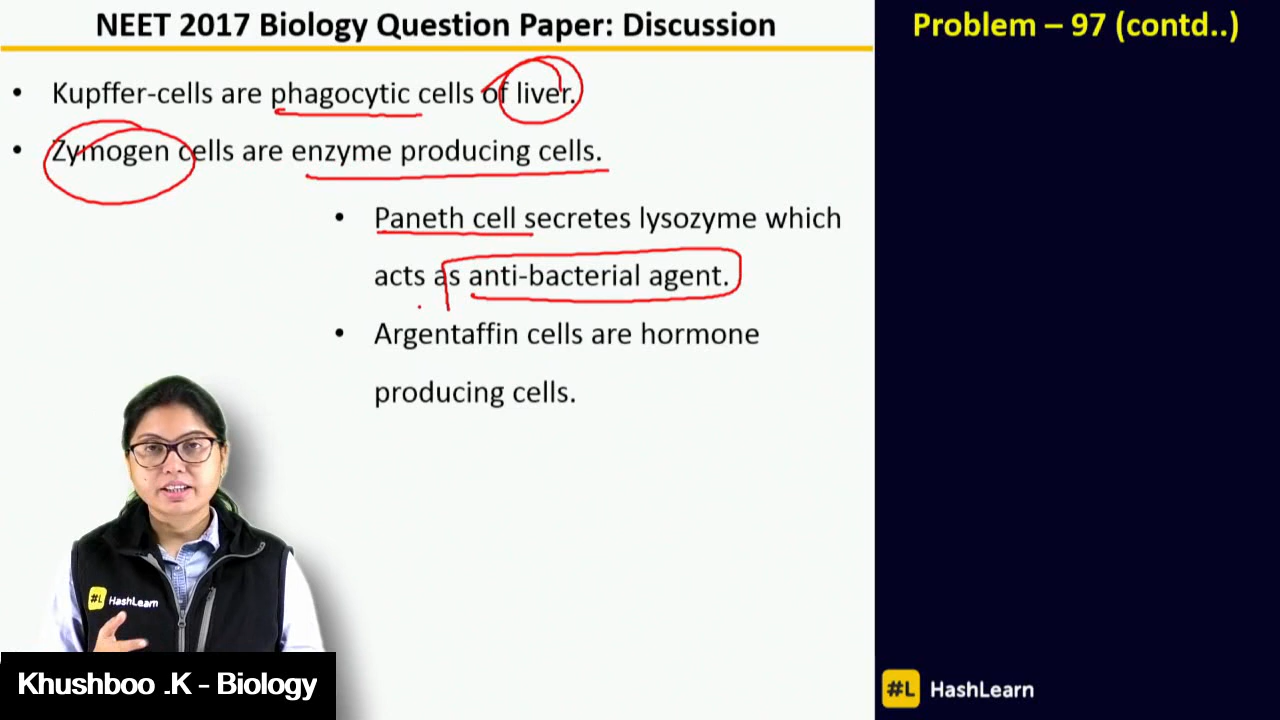 NEET 2017 Biology Question Paper: Discussion
Problem – 97 (contd..)
• Kupffer-cells are phagocytic cells of liver.
• Zymogen cells are enzyme producing cells.
• Paneth cell secretes lysozyme which
acts as anti-bacterial agent.
• Argentaffin cells are hormone
producing cells.
#L HashLearn
Khushboo .K - Biology
#L HashLearn